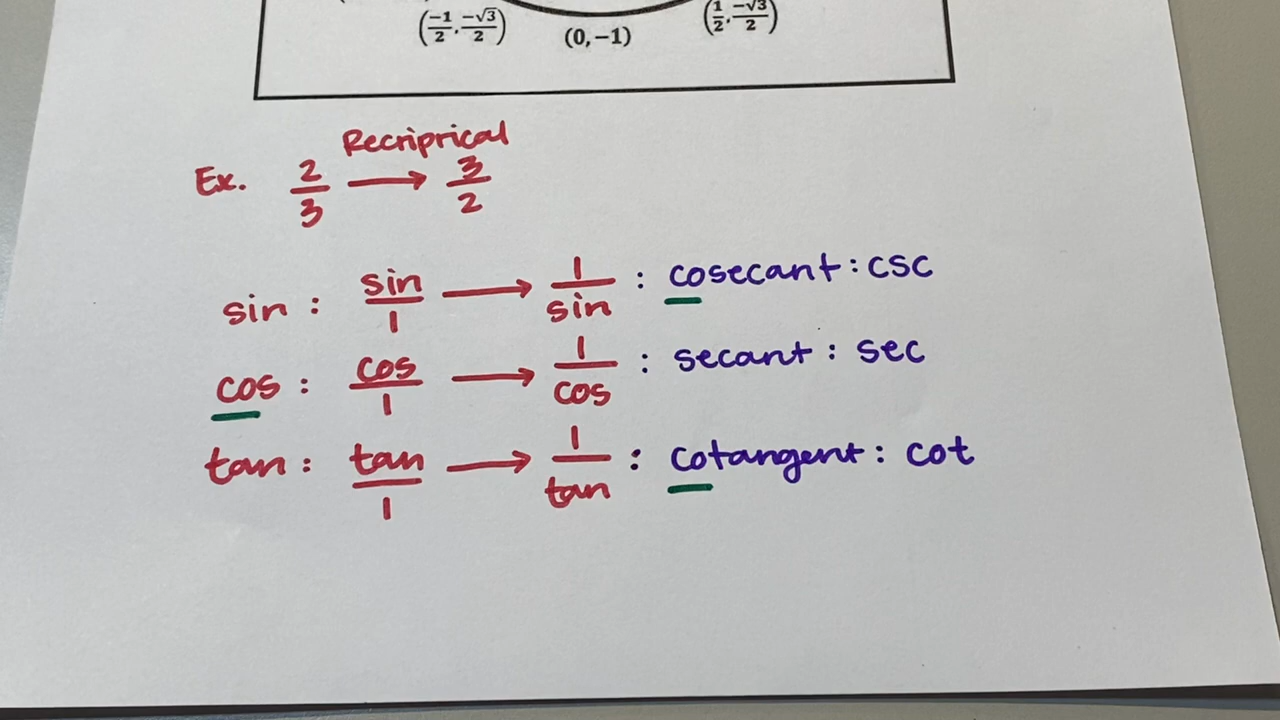 (-1/2, -√3/2) (0,-1) (1/2, -√3/2)
Recriprical
Ex. 2/3 → 3/2
sin : sin/1 → 1/sin : cosecant : csc
cos : cos/1 → 1/cos : secant : sec
tan : tan/1 → 1/tan : cotangent : cot